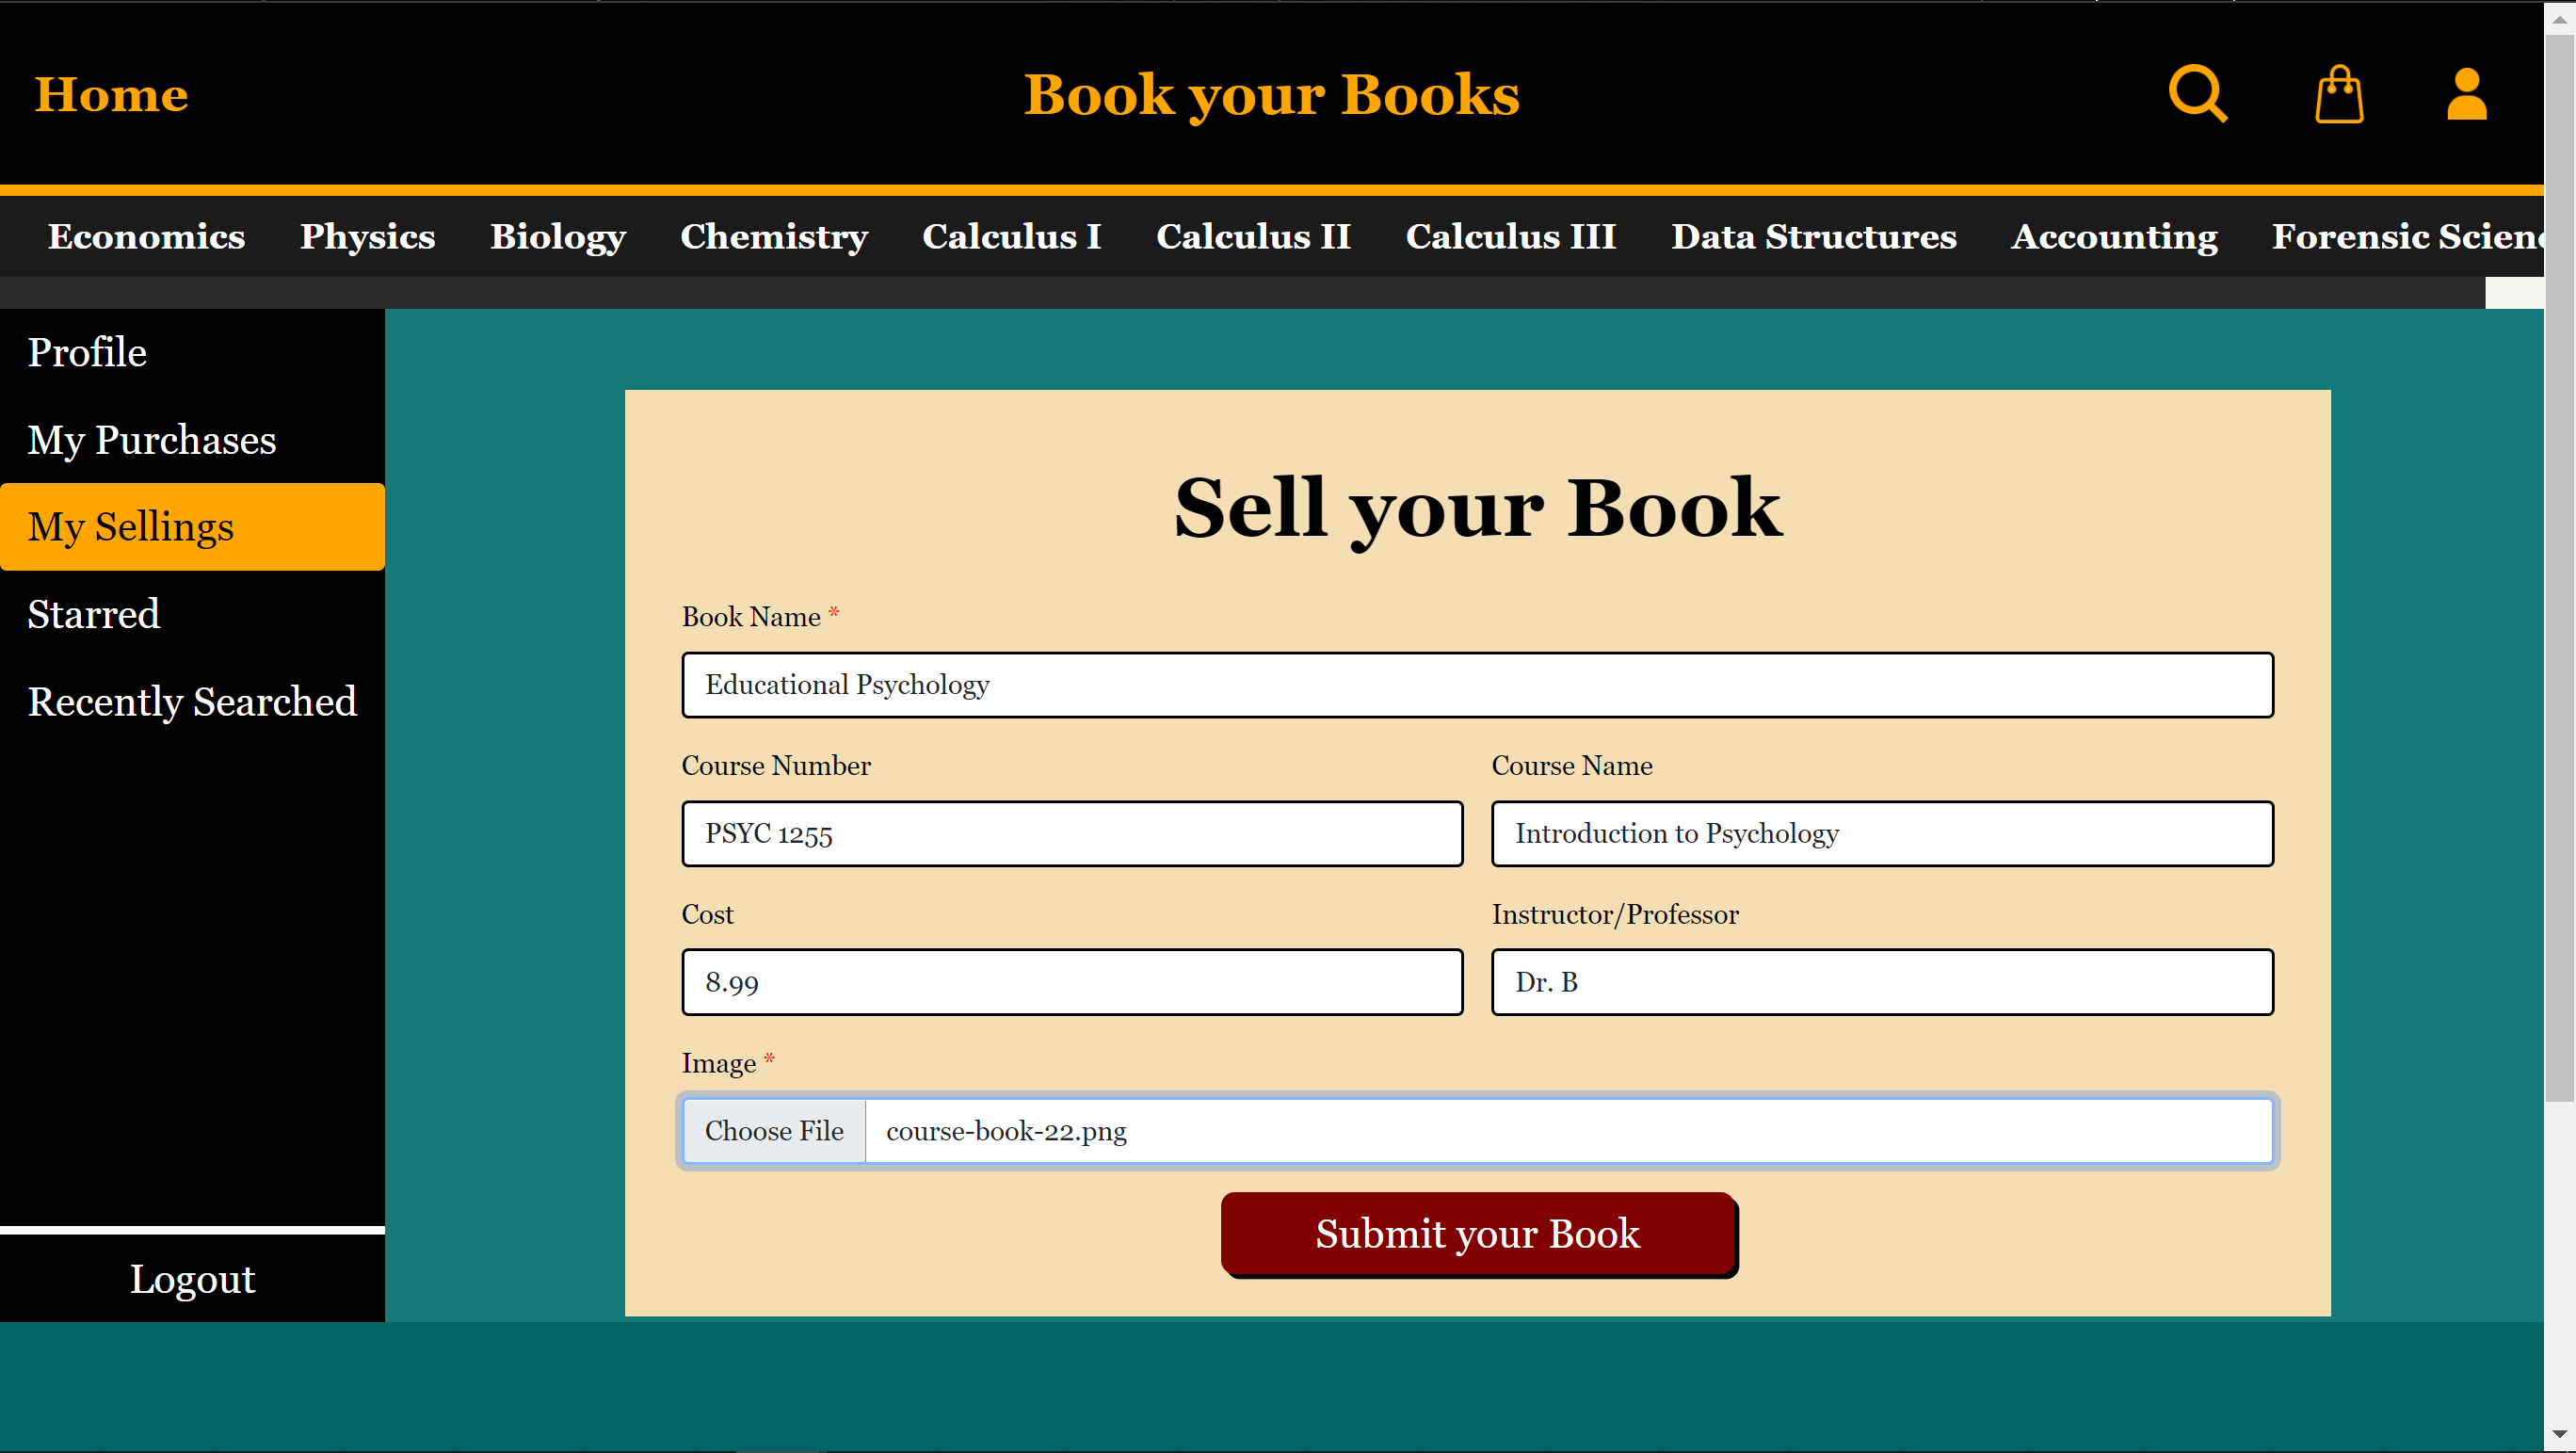 Home Book your Books
Economics Physics Biology Chemistry Calculus I Calculus II Calculus III Data Structures Accounting Forensic
Profile
My Purchases
My Sellings
Starred
Recently Searched
Logout
Sell your Book
Book Name *
Educational Psychology
Course Number Course Name
PSYC 1255 Introduction to Psychology
Cost Instructor/Professor
8.99 Dr. B
Image *
Choose File course-book-22.png
Submit your Book